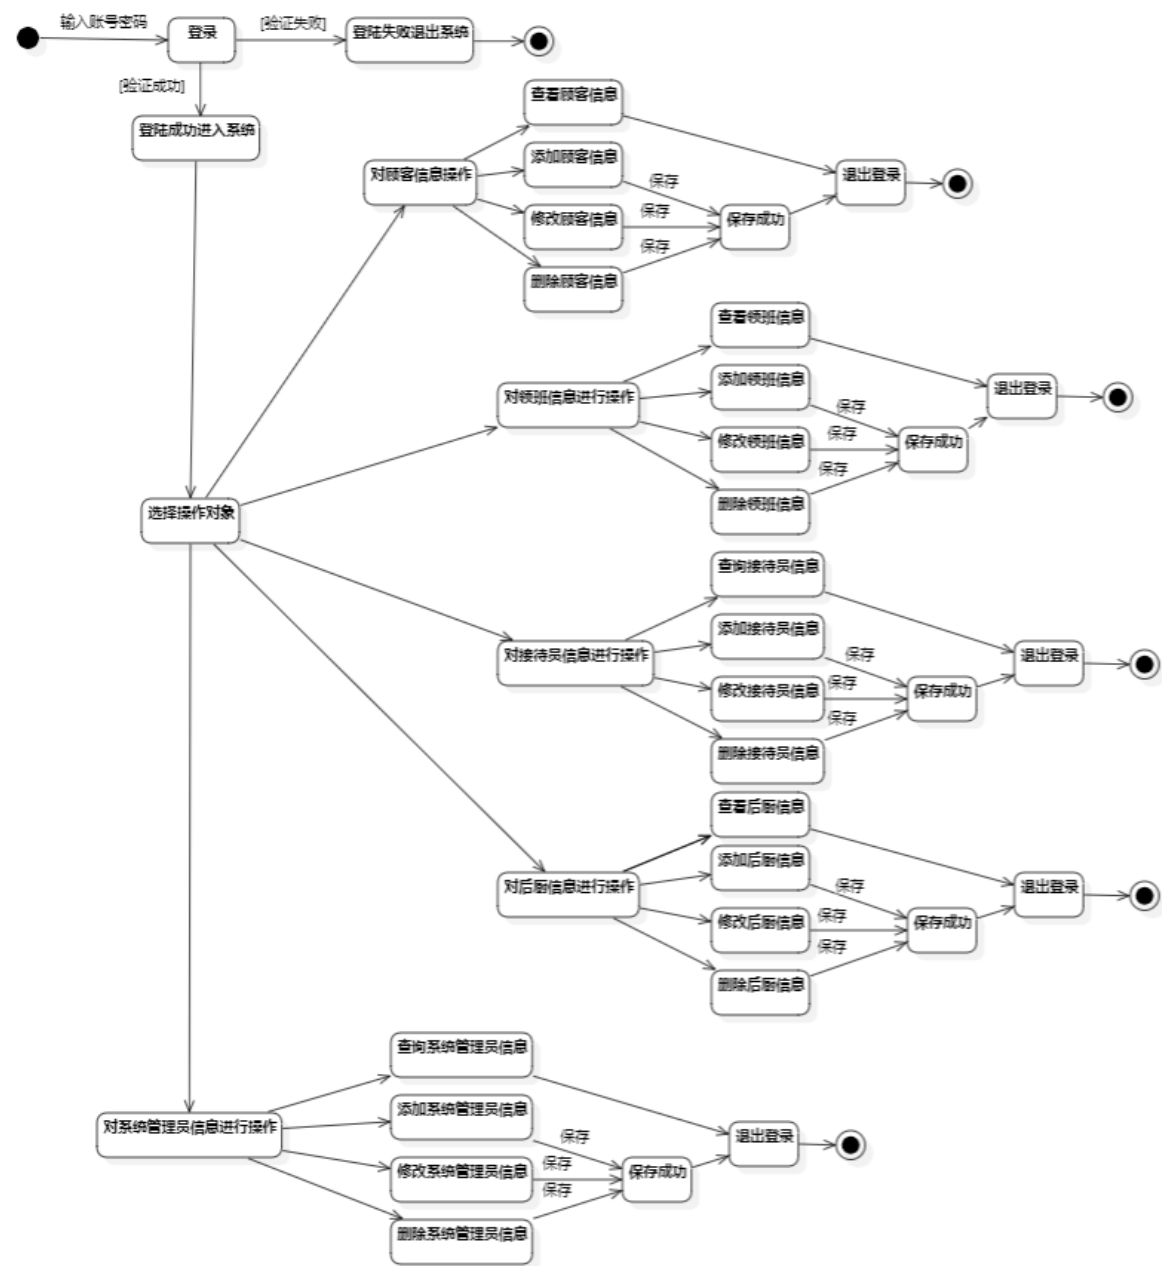 输入账号密码
登录
[验证失败]
登陆失败退出系统
[验证成功]
登陆成功进入系统
查看顾客信息
添加顾客信息
对顾客信息操作
修改顾客信息
删除顾客信息
保存
保存
保存
保存成功
退出登录
查看领班信息
添加领班信息
对领班信息进行操作
修改领班信息
删除领班信息
保存
保存
保存
保存成功
退出登录
选择操作对象
查询接待员信息
添加接待员信息
对接待员信息进行操作
修改接待员信息
删除接待员信息
保存
保存
保存
保存成功
退出登录
查看后厨信息
添加后厨信息
对后厨信息进行操作
修改后厨信息
删除后厨信息
保存
保存
保存
保存成功
退出登录
查询系统管理员信息
添加系统管理员信息
对系统管理员信息进行操作
修改系统管理员信息
删除系统管理员信息
保存
保存
保存
保存成功
退出登录